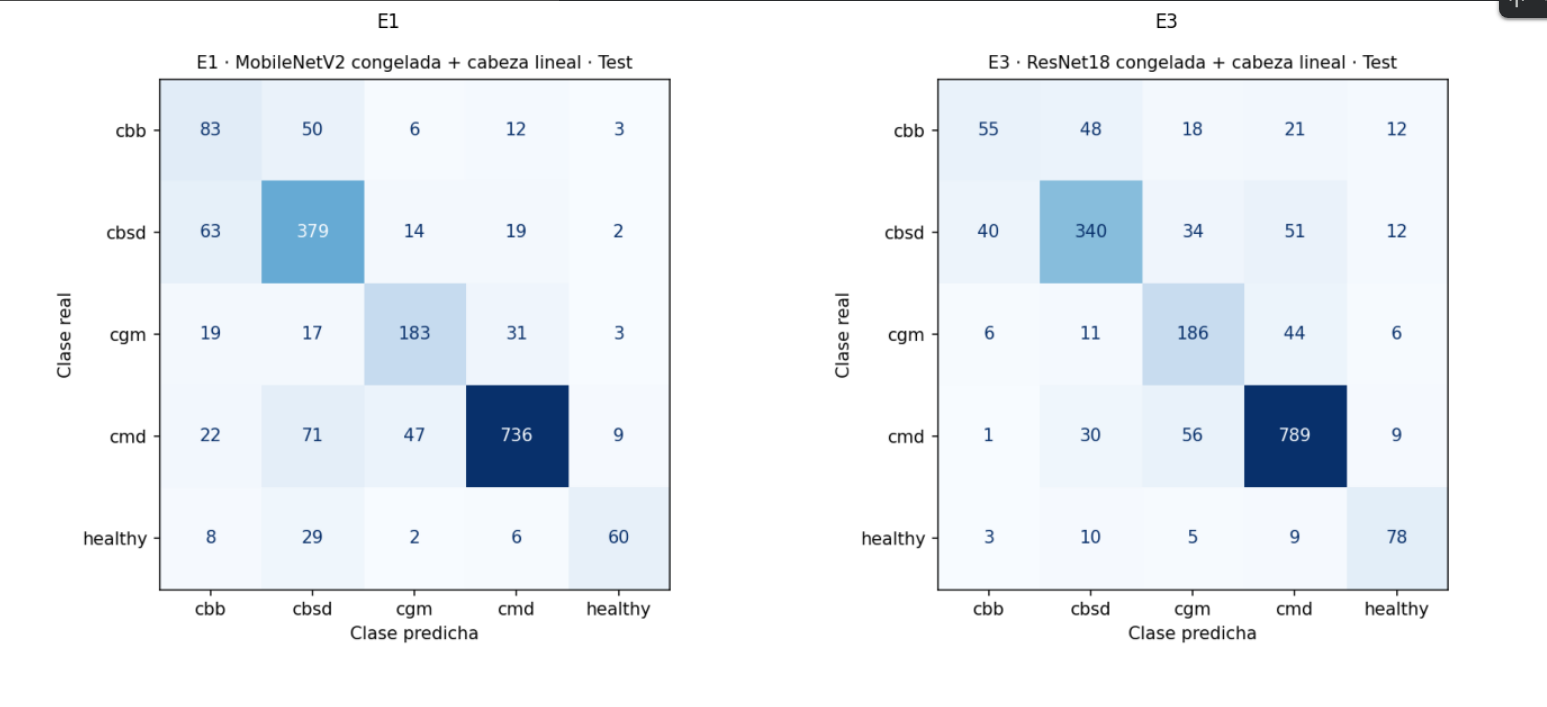 E1
E1 · MobileNetV2 congelada + cabeza lineal · Test
cbb 83 50 6 12 3
cbsd 63 379 14 19 2
cgm 19 17 183 31 3
cmd 22 71 47 736 9
healthy 8 29 2 6 60
Clase real
cbb cbsd cgm cmd healthy
Clase predicha
E3
E3 · ResNet18 congelada + cabeza lineal · Test
cbb 55 48 18 21 12
cbsd 40 340 34 51 12
cgm 6 11 186 44 6
cmd 1 30 56 789 9
healthy 3 10 5 9 78
Clase real
cbb cbsd cgm cmd healthy
Clase predicha